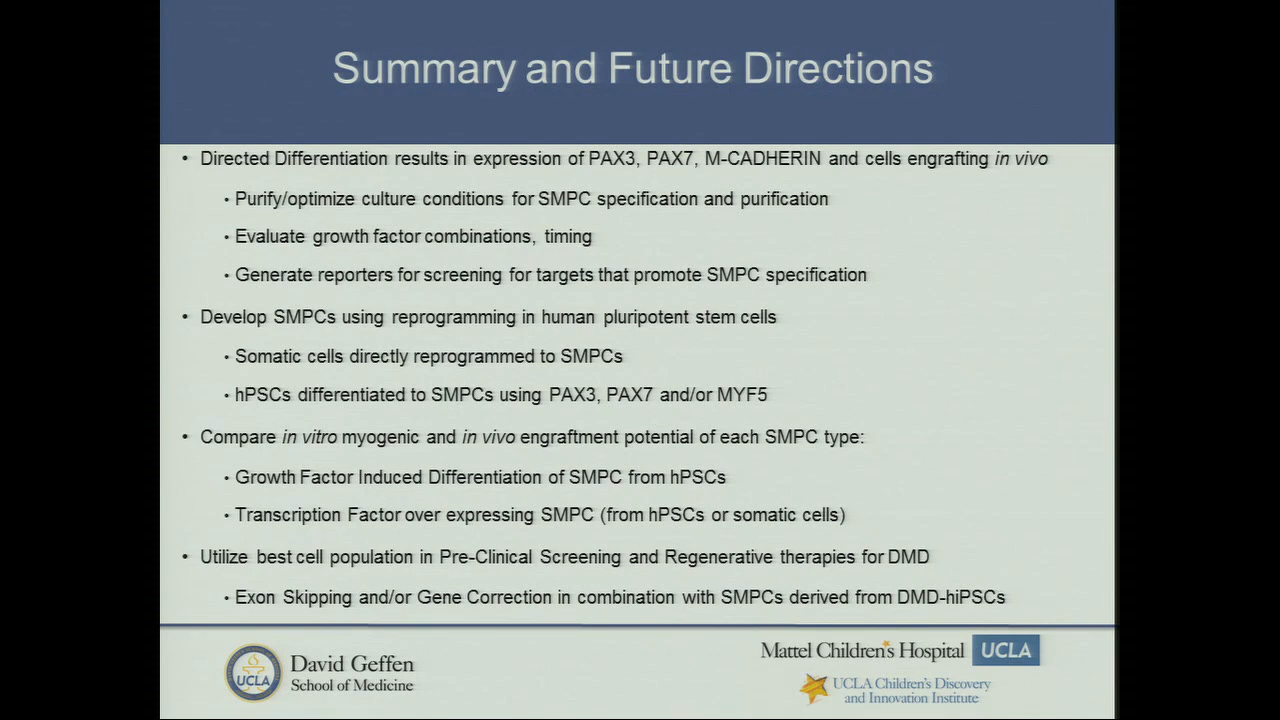 Summary and Future Directions
• Directed Differentiation results in expression of PAX3, PAX7, M-CADHERIN and cells engrafting in vivo
• Purify/optimize culture conditions for SMPC specification and purification
• Evaluate growth factor combinations, timing
• Generate reporters for screening for targets that promote SMPC specification
• Develop SMPCs using reprogramming in human pluripotent stem cells
• Somatic cells directly reprogrammed to SMPCs
• hPSCs differentiated to SMPCs using PAX3, PAX7 and/or MYF5
• Compare in vitro myogenic and in vivo engraftment potential of each SMPC type:
• Growth Factor Induced Differentiation of SMPC from hPSCs
• Transcription Factor over expressing SMPC (from hPSCs or somatic cells)
• Utilize best cell population in Pre-Clinical Screening and Regenerative therapies for DMD
• Exon Skipping and/or Gene Correction in combination with SMPCs derived from DMD-hiPSCs
UCLA
David Geffen
School of Medicine
Mattel Children's Hospital UCLA
UCLA Children's Discovery
and Innovation Institute